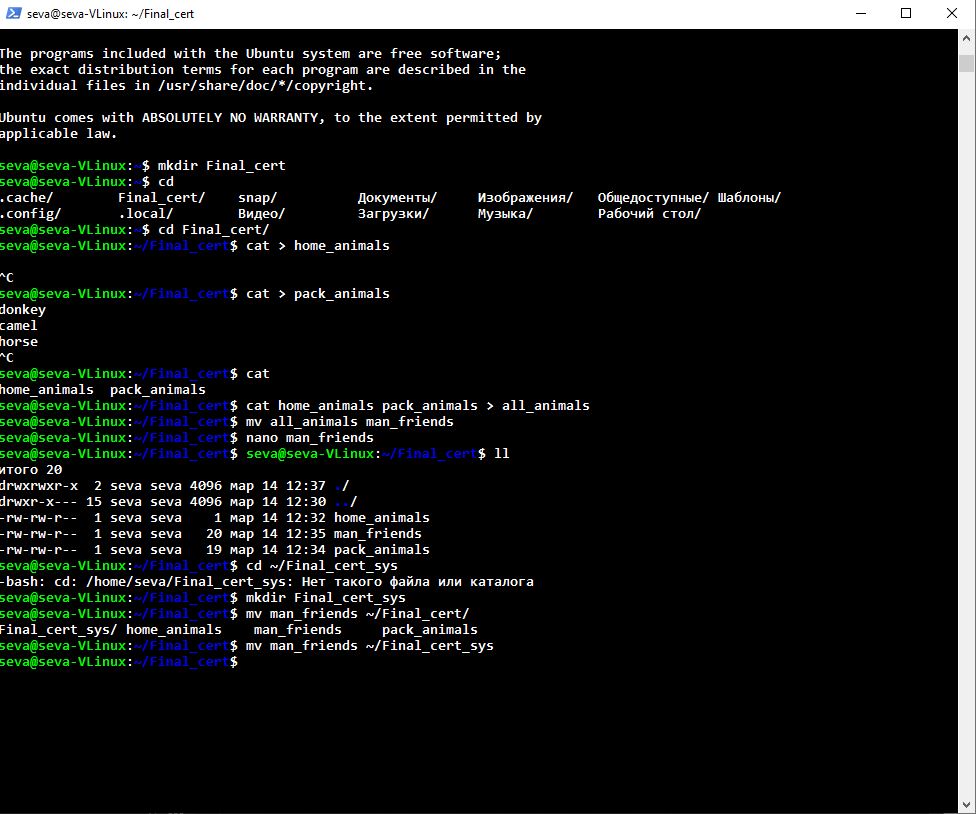 seva@seva-VLinux: ~/Final_cert
The programs included with the Ubuntu system are free software;
the exact distribution terms for each program are described in the
individual files in /usr/share/doc/*/copyright.
Ubuntu comes with ABSOLUTELY NO WARRANTY, to the extent permitted by
applicable law.
seva@seva-VLinux:~$ mkdir Final_cert
seva@seva-VLinux:~$ cd
.cache/ Final_cert/ snap/ Документы/ Изображения/ Общедоступные/ Шаблоны/
.config/ .local/ Видео/ Загрузки/ Музыка/ Рабочий стол/
seva@seva-VLinux:~$ cd Final_cert/
seva@seva-VLinux:~/Final_cert$ cat > home_animals
^C
seva@seva-VLinux:~/Final_cert$ cat > pack_animals
donkey
camel
horse
^C
seva@seva-VLinux:~/Final_cert$ cat
home_animals pack_animals
seva@seva-VLinux:~/Final_cert$ cat home_animals pack_animals > all_animals
seva@seva-VLinux:~/Final_cert$ mv all_animals man_friends
seva@seva-VLinux:~/Final_cert$ nano man_friends
seva@seva-VLinux:~/Final_cert$ seva@seva-VLinux:~/Final_cert$ ll
итого 20
drwxrwxr-x 2 seva seva 4096 мар 14 12:37 ./
drwxr-x--- 15 seva seva 4096 мар 14 12:30 ../
-rw-rw-r-- 1 seva seva 1 мар 14 12:32 home_animals
-rw-rw-r-- 1 seva seva 20 мар 14 12:35 man_friends
-rw-rw-r-- 1 seva seva 19 мар 14 12:34 pack_animals
seva@seva-VLinux:~/Final_cert$ cd ~/Final_cert_sys
-bash: cd: /home/seva/Final_cert_sys: Нет такого файла или каталога
seva@seva-VLinux:~/Final_cert$ mkdir Final_cert_sys
seva@seva-VLinux:~/Final_cert$ mv man_friends ~/Final_cert/
Final_cert_sys/ home_animals man_friends pack_animals
seva@seva-VLinux:~/Final_cert$ mv man_friends ~/Final_cert_sys
seva@seva-VLinux:~/Final_cert$